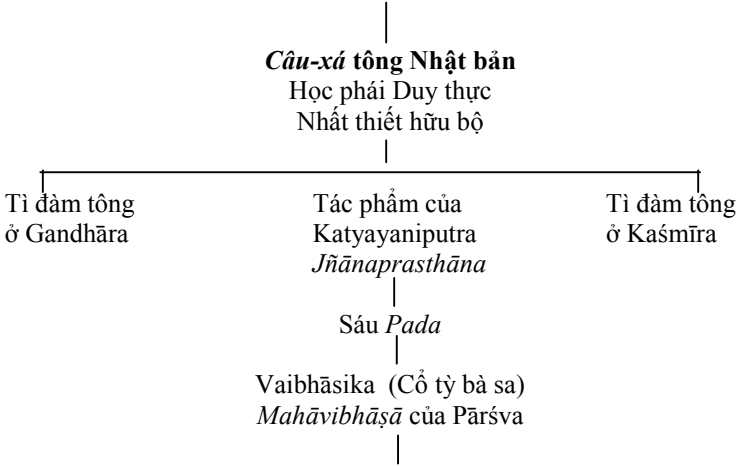 Câu-xá tông Nhật bản
Học phái Duy thực
Nhất thiết hữu bộ
Tì đàm tông
ở Gandhāra
Tác phẩm của
Katyayaniputra
Jñānaprasthāna
Tì đàm tông
ở Kaśmīra
Sáu Pada
Vaibhāsika (Cổ tỳ bà sa)
Mahāvibhāṣā của Pārśva